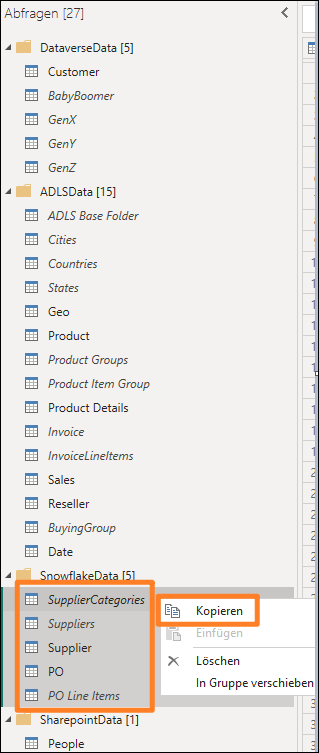 Abfragen [27]
DataverseData [5]
Customer
BabyBoomer
GenX
GenY
GenZ
ADLSData [15]
ADLS Base Folder
Cities
Countries
States
Geo
Product
Product Groups
Product Item Group
Product Details
Invoice
InvoiceLineItems
Sales
Reseller
BuyingGroup
Date
SnowflakeData [5]
SupplierCategories
Kopieren
Suppliers
Einfügen
Supplier
Löschen
PO
In Gruppe verschieben
PO Line Items
SharepointData [1]
People